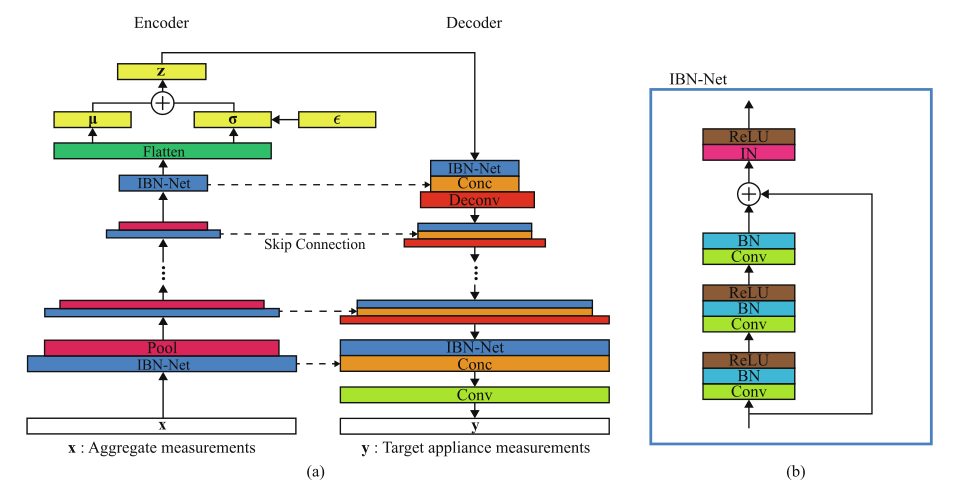 Encoder
Decoder
z
+
μ
σ
ϵ
Flatten
IBN-Net
IBN-Net
Conc
Deconv
Skip Connection
Pool
IBN-Net
IBN-Net
Conc
Conv
x
y
x : Aggregate measurements
y : Target appliance measurements
(a)
IBN-Net
ReLU
IN
+
BN
Conv
ReLU
BN
Conv
ReLU
BN
Conv
(b)